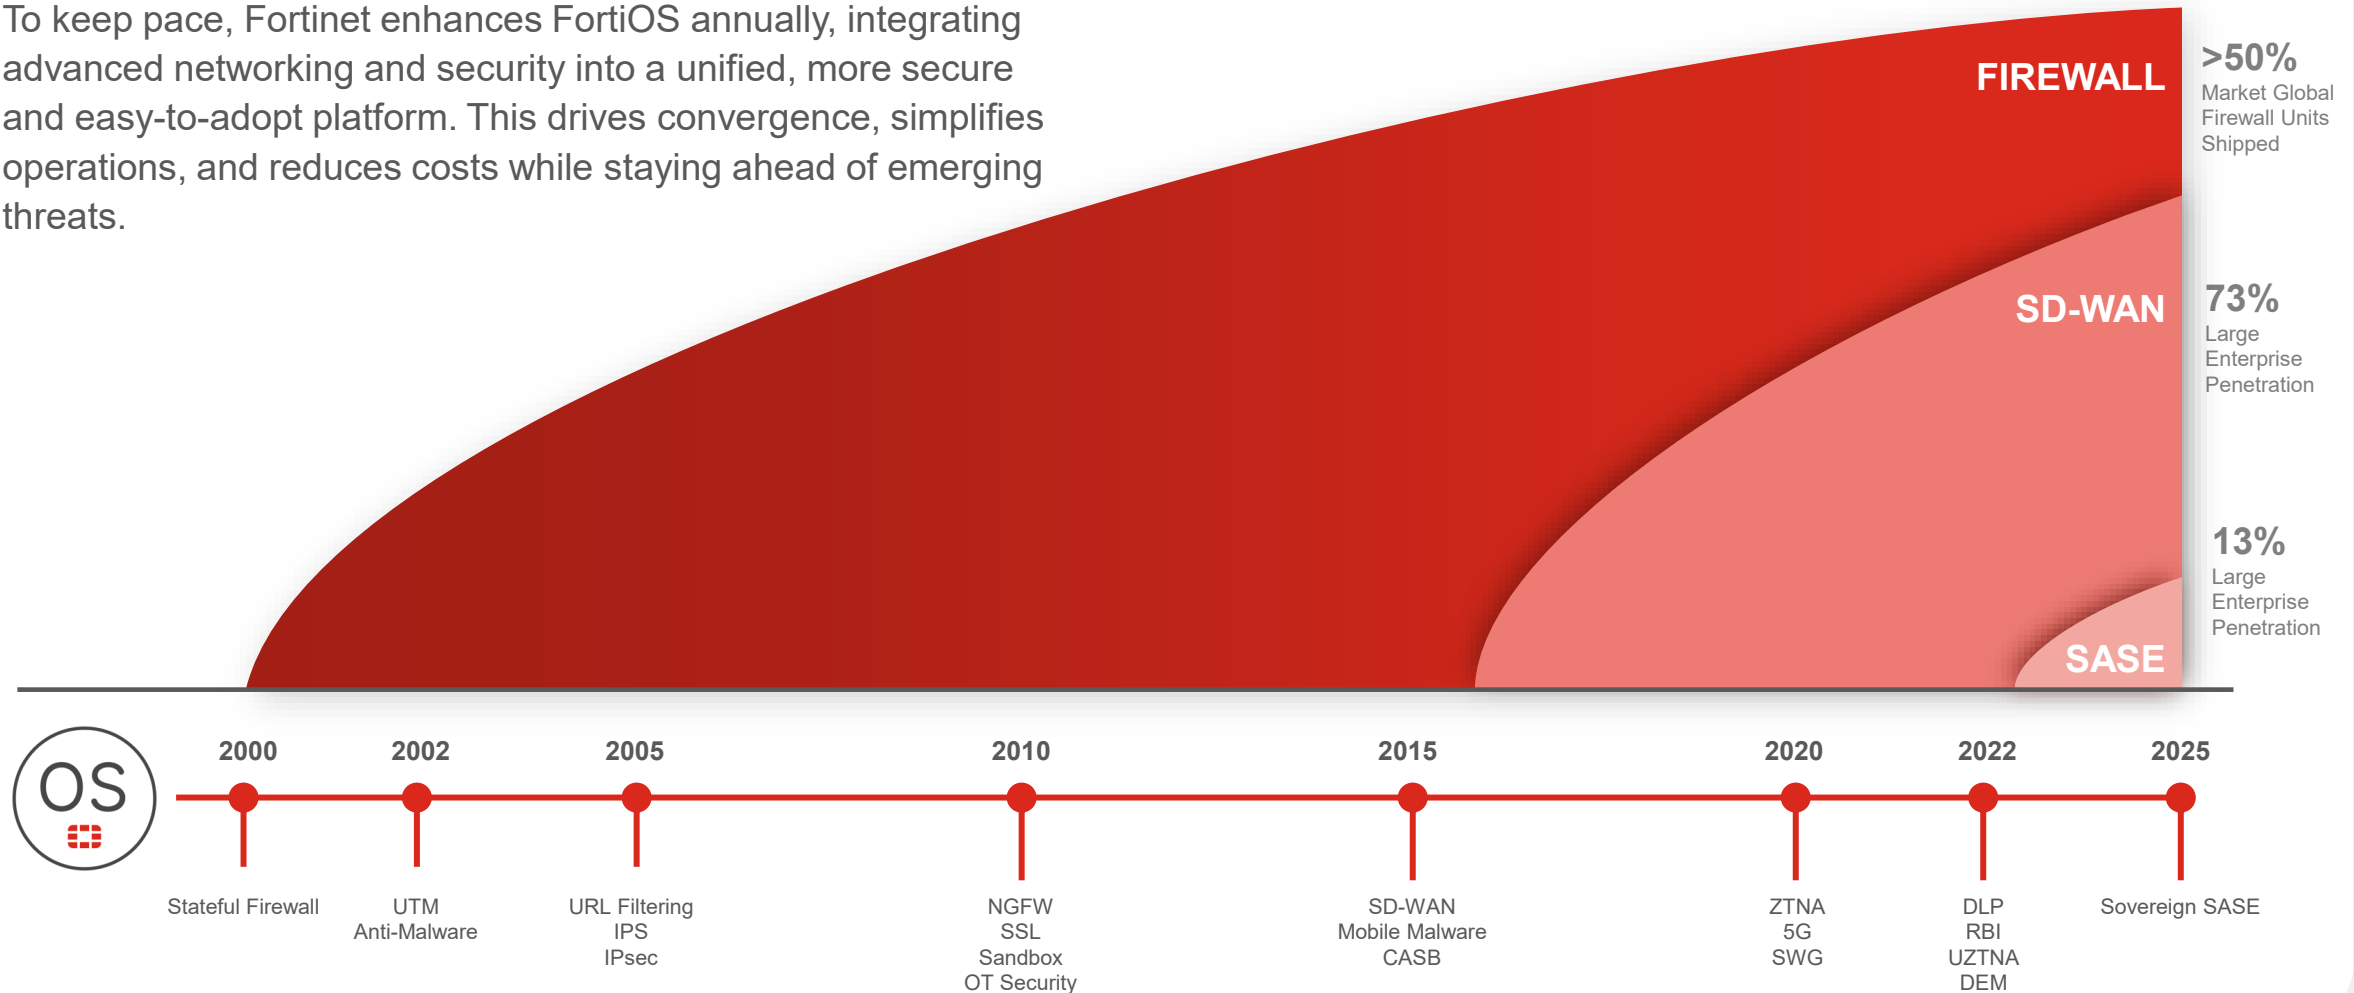 To keep pace, Fortinet enhances FortiOS annually, integrating
advanced networking and security into a unified, more secure
and easy-to-adopt platform. This drives convergence, simplifies
operations, and reduces costs while staying ahead of emerging
threats.
FIREWALL
>50%
Market Global
Firewall Units
Shipped
SD-WAN
73%
Large
Enterprise
Penetration
13%
Large
Enterprise
Penetration
SASE
OS
2000
2002
2005
2010
2015
2020
2022
2025
Stateful Firewall
UTM
Anti-Malware
URL Filtering
IPS
IPsec
NGFW
SSL
Sandbox
OT Security
SD-WAN
Mobile Malware
CASB
ZTNA
5G
SWG
DLP
RBI
UZTNA
DEM
Sovereign SASE